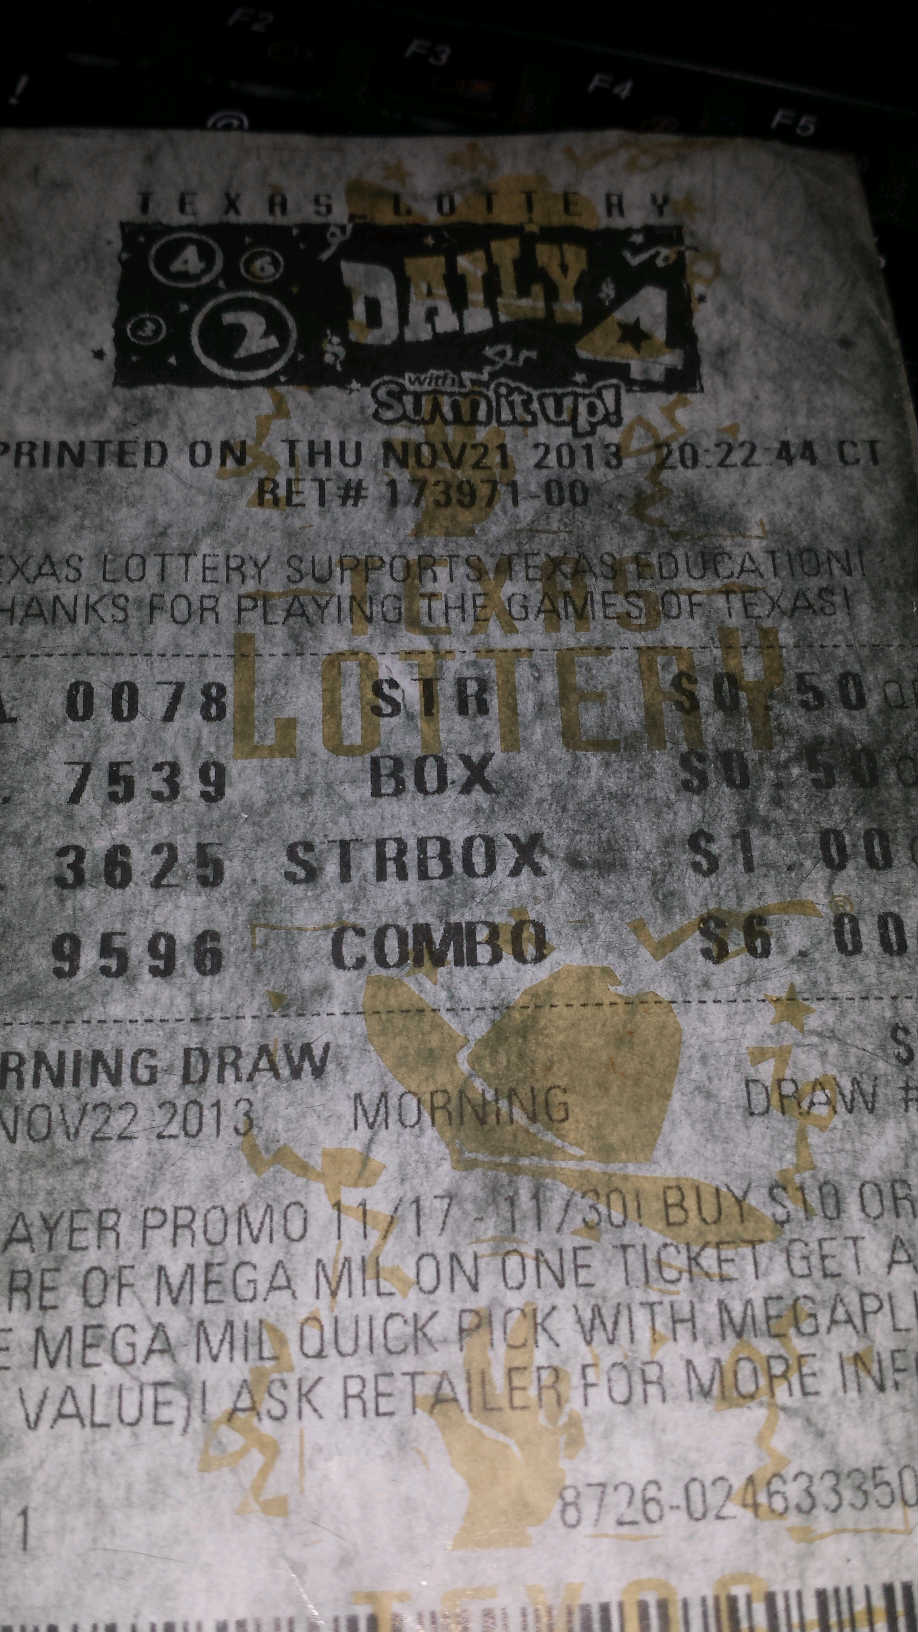 F2
F3
F4
F5
!
@
TEXAS LOTTERY
4 6 DAILY 4
3 2
with
Sum it up!
PRINTED ON THU NOV21 2013 20:22:44 CT
RET# 173971-00
EXAS LOTTERY SUPPORTS TEXAS EDUCATION!
HANKS FOR PLAYING THE GAMES OF TEXAS!
TEXAS
LOTTERY
0078 STR $0.50
. 7539 BOX $0.50
. 3625 STRBOX $1.00
9596 COMBO $6.00
RNING DRAW S
NOV22 2013 MORNING DRAW #
AYER PROMO 11/17 - 11/30! BUY $10 OR
RE OF MEGA MIL ON ONE TICKET GET A
E MEGA MIL QUICK PICK WITH MEGAPL
VALUE)! ASK RETAILER FOR MORE INF
1 8726-024633350
TEXAS